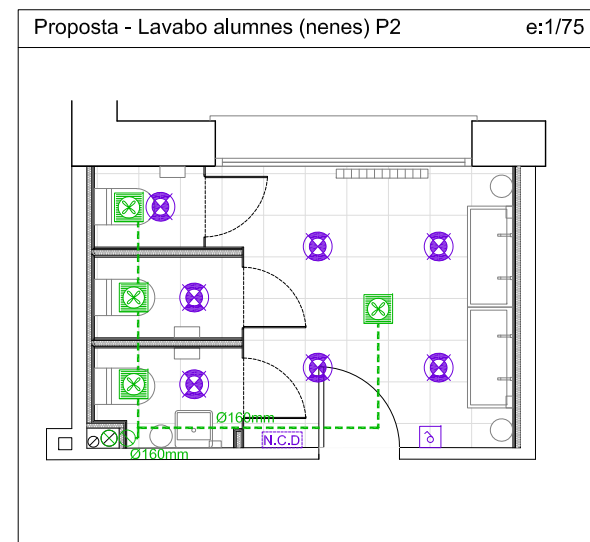 Proposta - Lavabo alumnes (nenes) P2
e:1/75
Ø160mm
N.C.D
Ø160mm